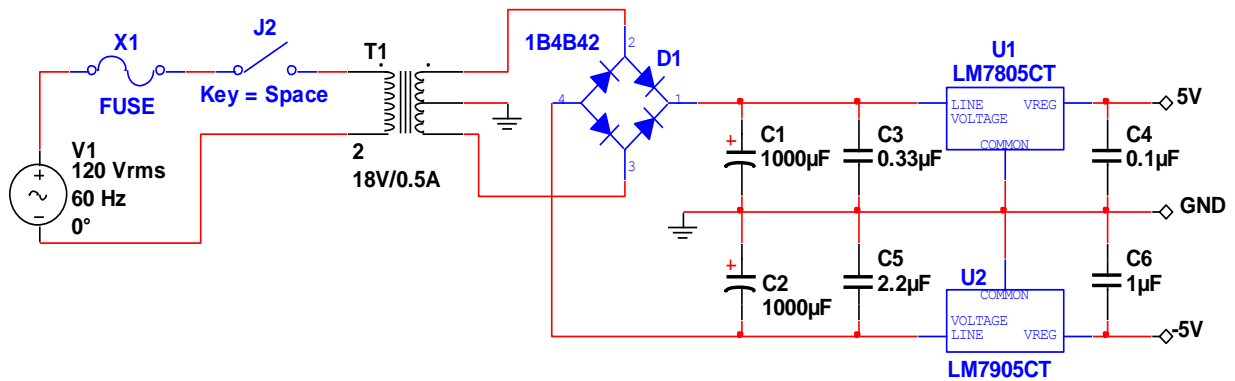 X1
FUSE
J2
Key = Space
V1
120 Vrms
60 Hz
0°
T1
2
18V/0.5A
1B4B42
D1
2
4
1
3
C1
1000µF
C3
0.33µF
U1
LM7805CT
LINE VREG
VOLTAGE
COMMON
C4
0.1µF
5V
GND
C2
1000µF
C5
2.2µF
U2
COMMON
VOLTAGE
LINE VREG
LM7905CT
C6
1µF
-5V